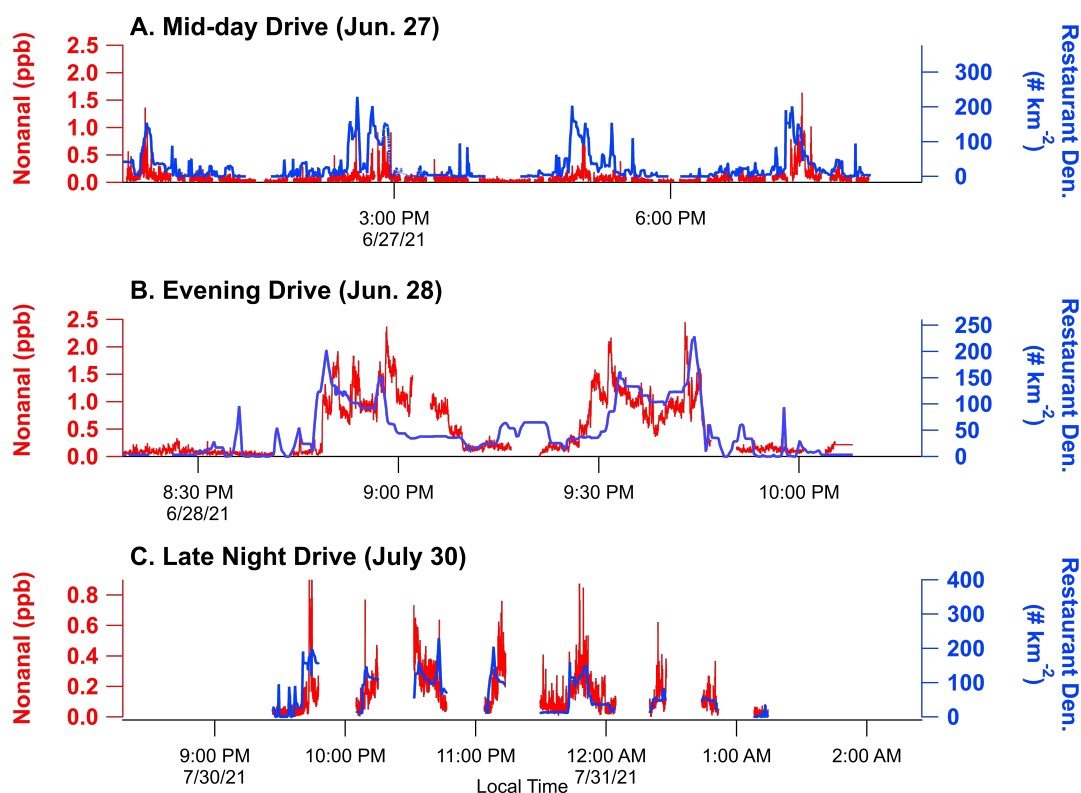 A. Mid-day Drive (Jun. 27)
Nonanal (ppb)
2.5
2.0
1.5
1.0
0.5
0.0
300
200
100
0
Restaurant Den.
(# km-2)
3:00 PM
6/27/21
6:00 PM
B. Evening Drive (Jun. 28)
Nonanal (ppb)
2.5
2.0
1.5
1.0
0.5
0.0
250
200
150
100
50
0
Restaurant Den.
(# km-2)
8:30 PM
6/28/21
9:00 PM
9:30 PM
10:00 PM
C. Late Night Drive (July 30)
Nonanal (ppb)
0.8
0.6
0.4
0.2
0.0
400
300
200
100
0
Restaurant Den.
(# km-2)
9:00 PM
7/30/21
10:00 PM
11:00 PM
12:00 AM
7/31/21
1:00 AM
2:00 AM
Local Time